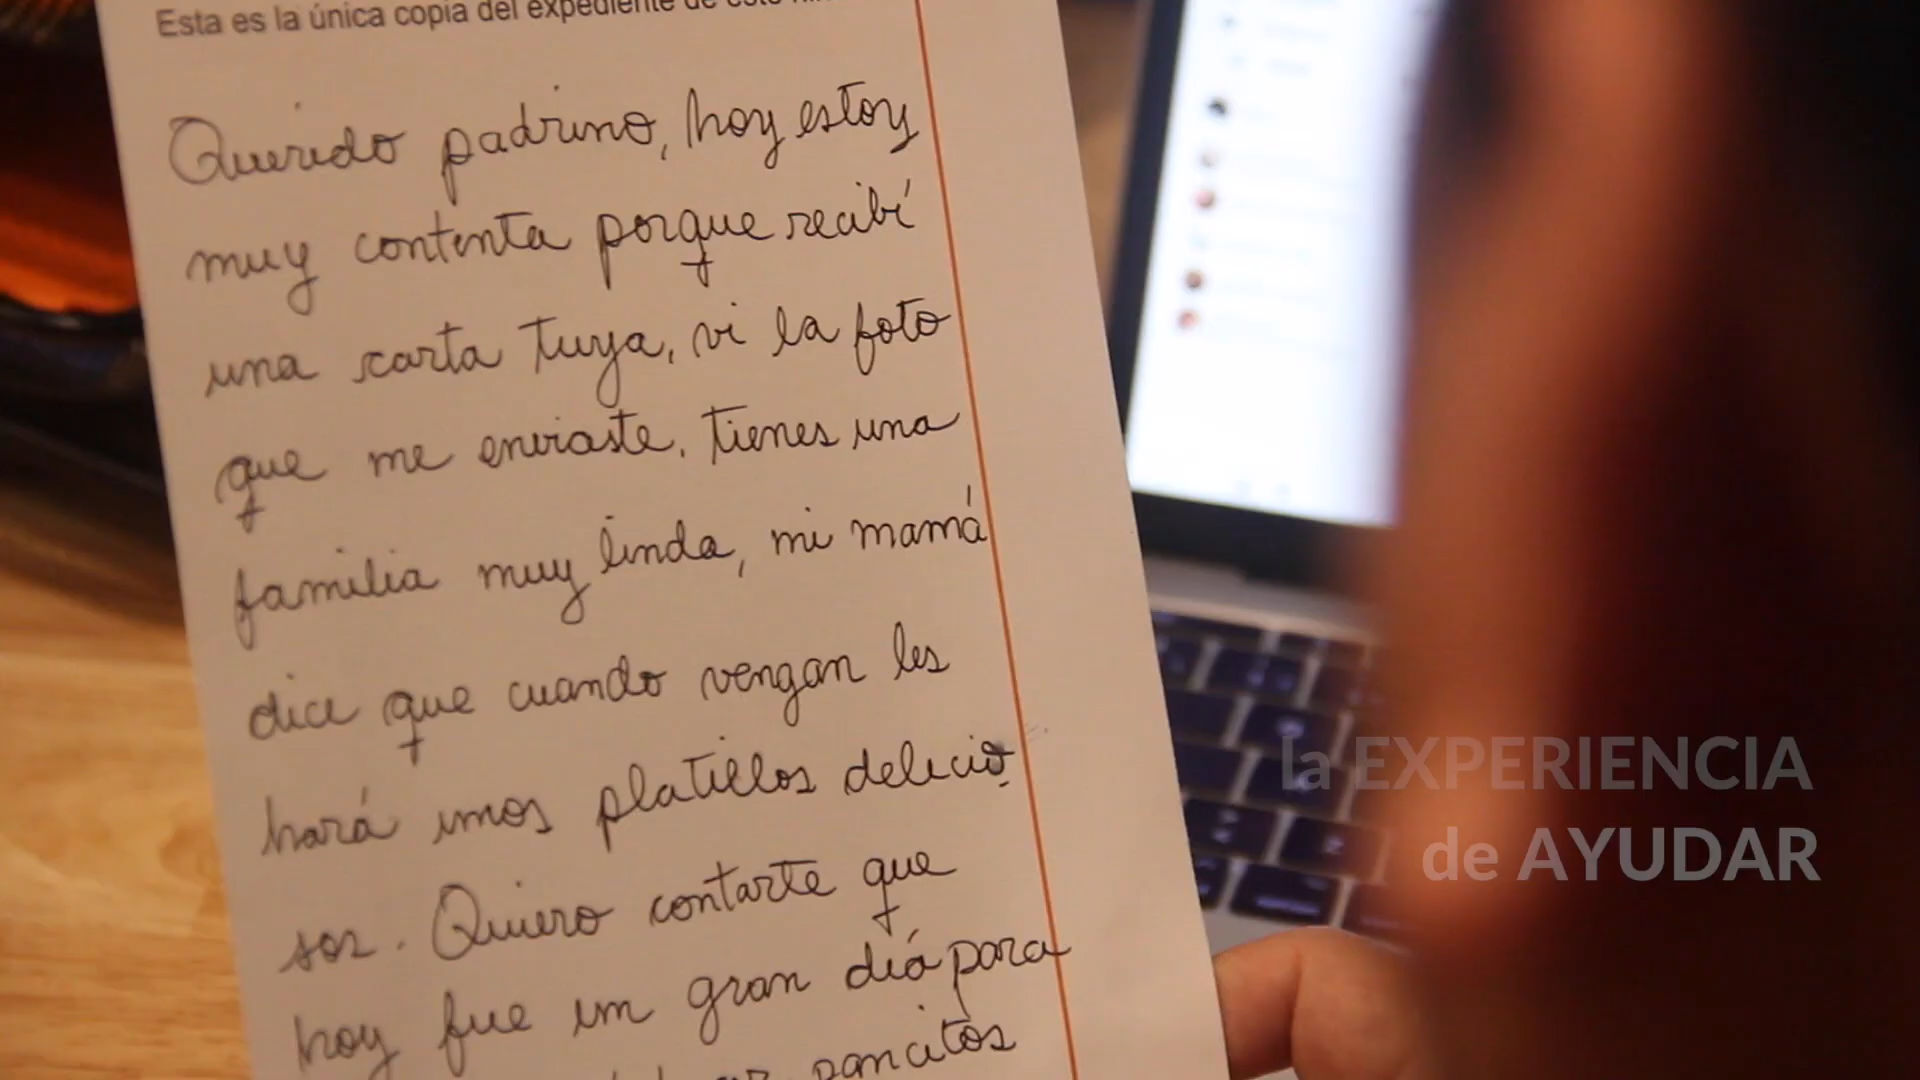 Esta es la única copia del expediente de este
Querido padrino, hoy estoy
muy contenta porque recibí
una carta tuya, vi la foto
que me enviaste. tienes una
familia muy linda, mi mamá
dice que cuando vengan les
hará unos platillos delicio
sos. Quiero contarte que
hoy fue un gran diá para
pancitos
la EXPERIENCIA
de AYUDAR